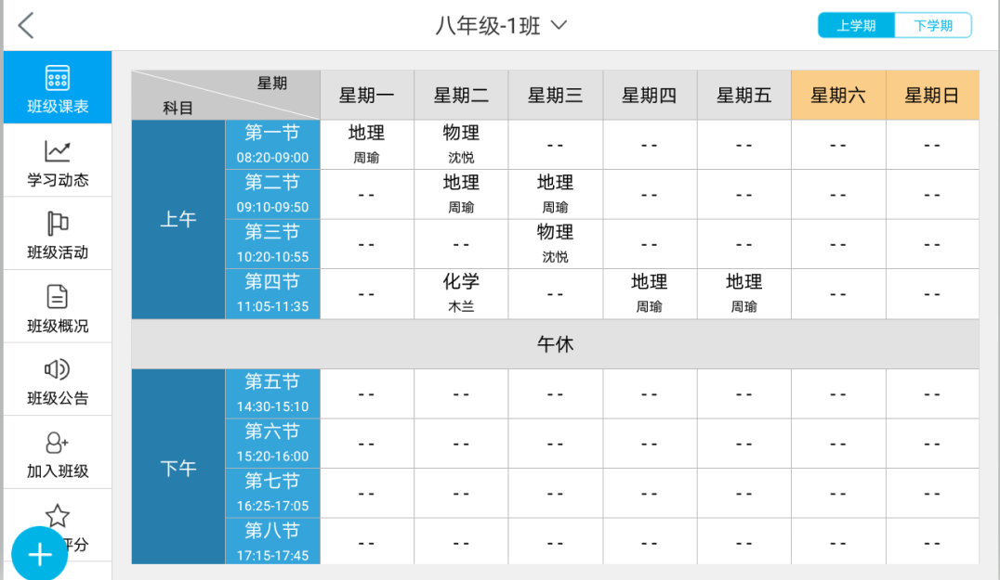 八年级-1班
上学期 下学期
班级课表
学习动态
班级活动
班级概况
班级公告
加入班级
评分
星期
科目
星期一 星期二 星期三 星期四 星期五 星期六 星期日
上午
第一节 地理 物理 -- -- -- -- --
08:20-09:00 周瑜 沈悦
第二节 -- 地理 地理 -- -- -- --
09:10-09:50 周瑜 周瑜
第三节 -- -- 物理 -- -- -- --
10:20-10:55 沈悦
第四节 -- 化学 -- 地理 地理 -- --
11:05-11:35 木兰 周瑜 周瑜
午休
下午
第五节 -- -- -- -- -- -- --
14:30-15:10
第六节 -- -- -- -- -- -- --
15:20-16:00
第七节 -- -- -- -- -- -- --
16:25-17:05
第八节 -- -- -- -- -- -- --
17:15-17:45